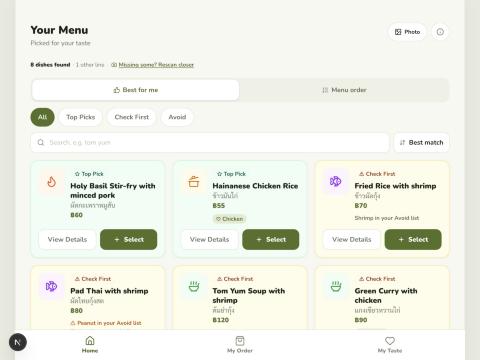 Your Menu
Picked for your taste
Photo
8 dishes found · 1 other line · Missing some? Rescan closer
Best for me
Menu order
All
Top Picks
Check First
Avoid
Search, e.g. tom yum
Best match
Top Pick
Holy Basil Stir-fry with minced pork
ผัดกะเพราหมูสับ
฿60
View Details
+ Select
Top Pick
Hainanese Chicken Rice
ข้าวมันไก่
฿55
Chicken
View Details
+ Select
Check First
Fried Rice with shrimp
ข้าวผัดกุ้ง
฿70
Shrimp in your Avoid list
View Details
+ Select
Check First
Pad Thai with shrimp
ผัดไทยกุ้งสด
฿80
Peanut in your Avoid list
Check First
Tom Yum Soup with shrimp
ต้มยำกุ้ง
฿120
Check First
Green Curry with chicken
แกงเขียวหวานไก่
฿90
N
Home
My Order
My Taste